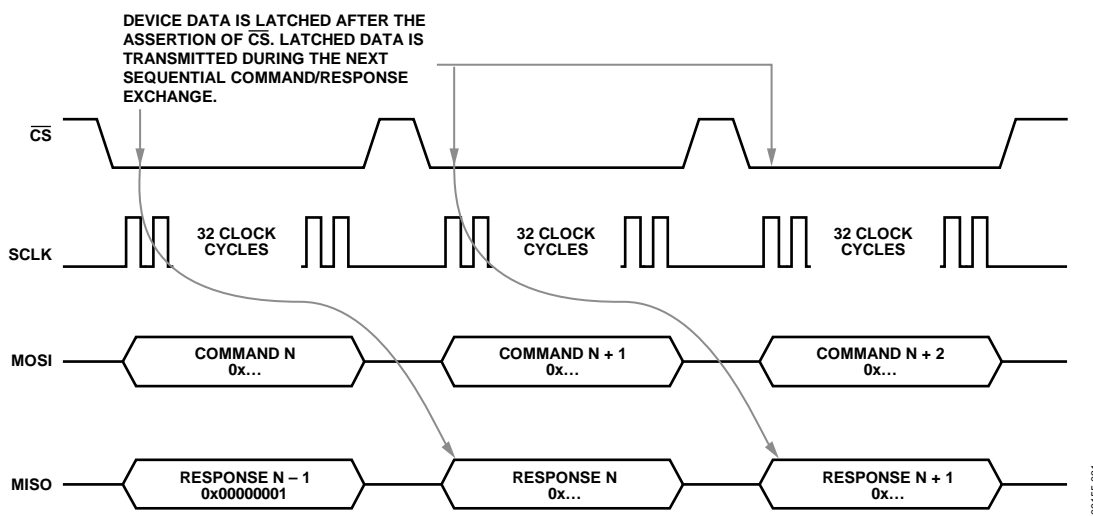 DEVICE DATA IS LATCHED AFTER THE
ASSERTION OF CS. LATCHED DATA IS
TRANSMITTED DURING THE NEXT
SEQUENTIAL COMMAND/RESPONSE
EXCHANGE.
CS
SCLK
32 CLOCK
CYCLES
32 CLOCK
CYCLES
32 CLOCK
CYCLES
MOSI
COMMAND N
0x…
COMMAND N + 1
0x…
COMMAND N + 2
0x…
MISO
RESPONSE N – 1
0x00000001
RESPONSE N
0x…
RESPONSE N + 1
0x…